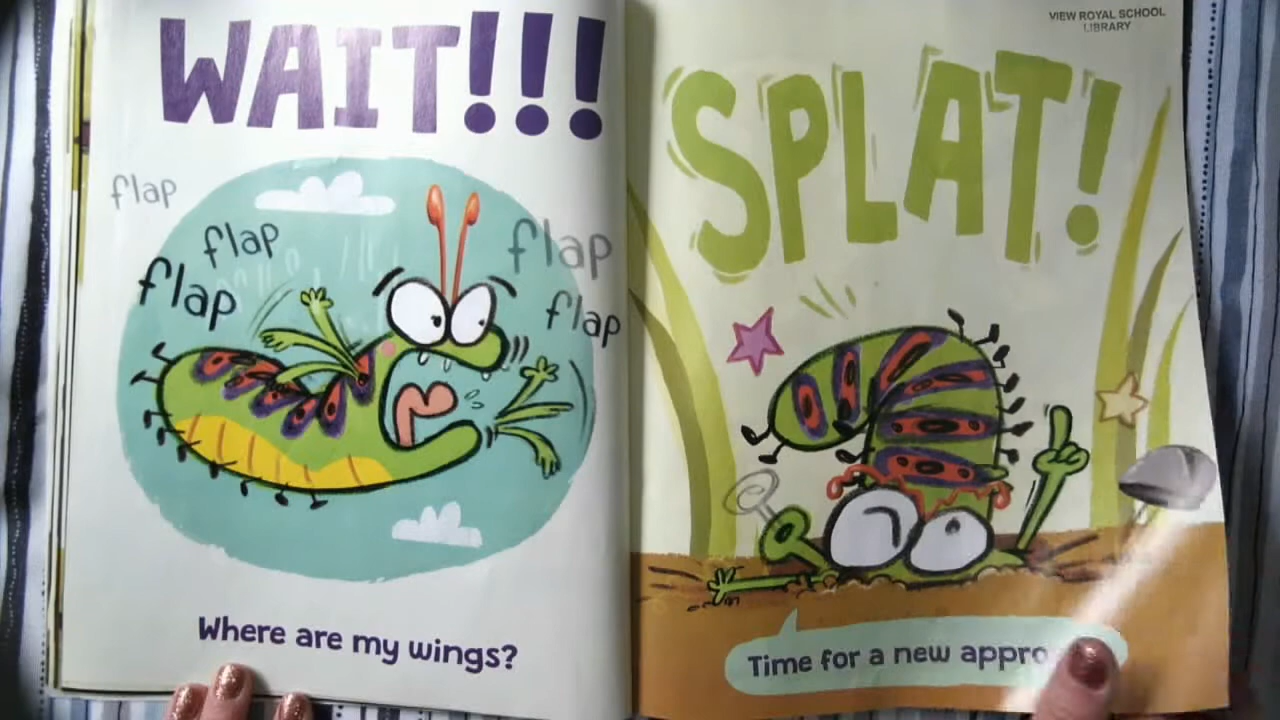 WAIT!!!
flap
flap
flap
flap
flap
Where are my wings?
VIEW ROYAL SCHOOL
LIBRARY
SPLAT!
Time for a new